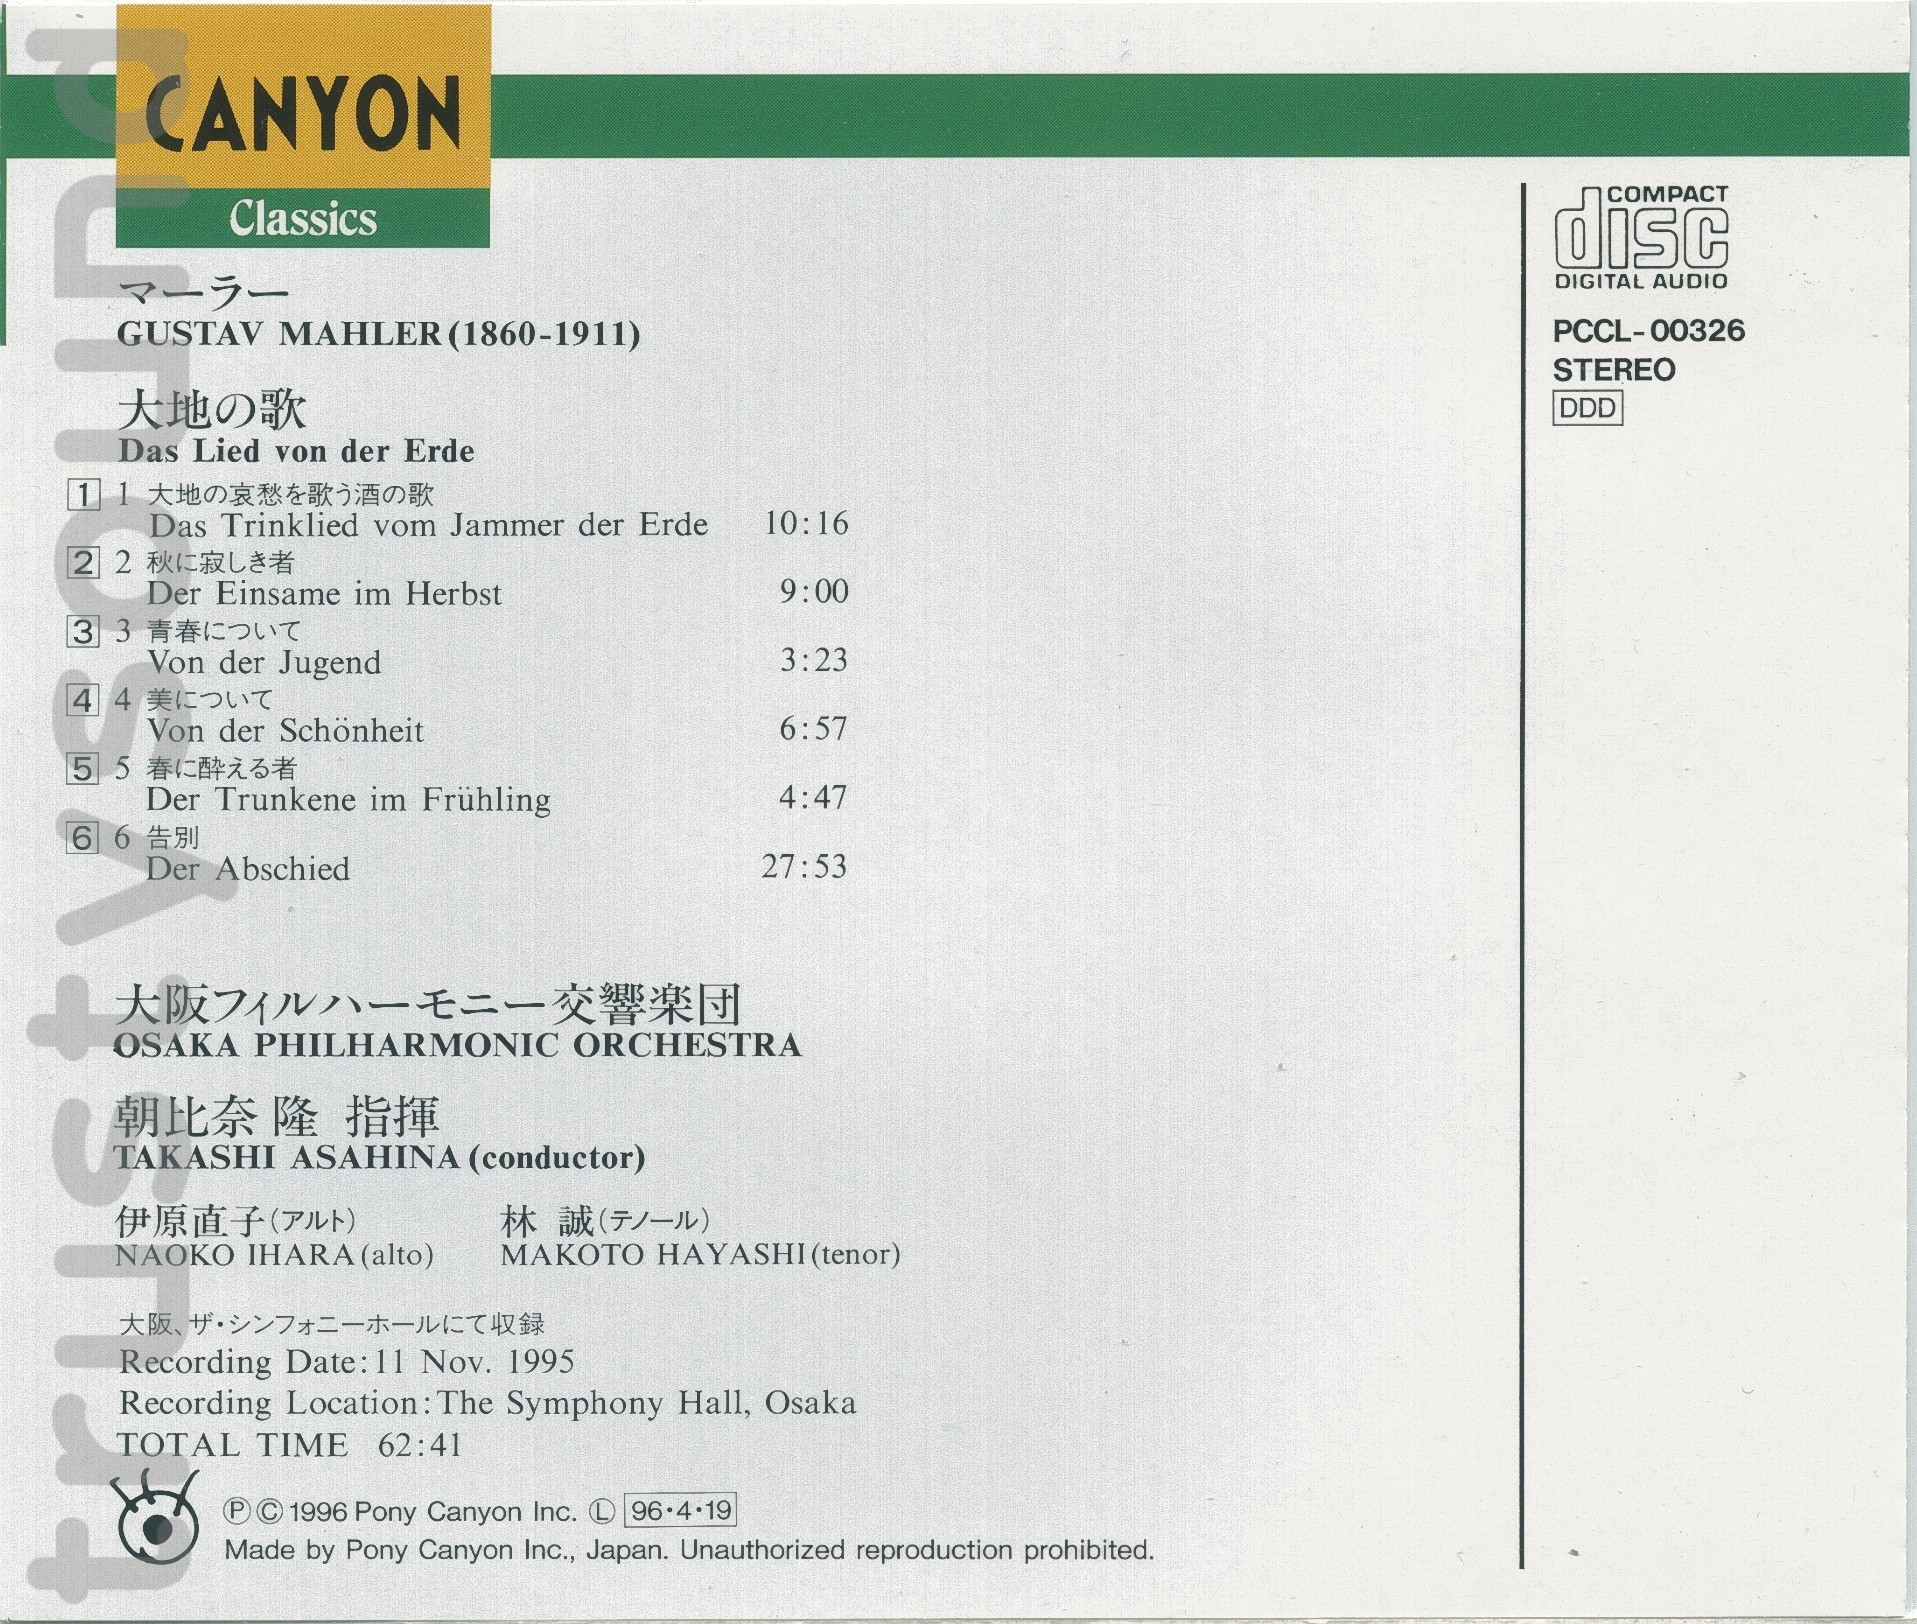 CANYON
Classics
COMPACT
disc
DIGITAL AUDIO
PCCL-00326
STEREO
DDD
マーラー
GUSTAV MAHLER(1860-1911)
大地の歌
Das Lied von der Erde
1 1 大地の哀愁を歌う酒の歌
Das Trinklied vom Jammer der Erde 10:16
2 2 秋に寂しき者
Der Einsame im Herbst 9:00
3 3 青春について
Von der Jugend 3:23
4 4 美について
Von der Schönheit 6:57
5 5 春に酔える者
Der Trunkene im Frühling 4:47
6 6 告別
Der Abschied 27:53
大阪フィルハーモニー交響楽団
OSAKA PHILHARMONIC ORCHESTRA
朝比奈 隆 指揮
TAKASHI ASAHINA(conductor)
伊原直子(アルト) 林 誠(テノール)
NAOKO IHARA(alto) MAKOTO HAYASHI(tenor)
大阪、ザ・シンフォニーホールにて収録
Recording Date:11 Nov. 1995
Recording Location:The Symphony Hall, Osaka
TOTAL TIME 62:41
Ⓟ©1996 Pony Canyon Inc. Ⓛ 96・4・19
Made by Pony Canyon Inc., Japan. Unauthorized reproduction prohibited.
trustysound